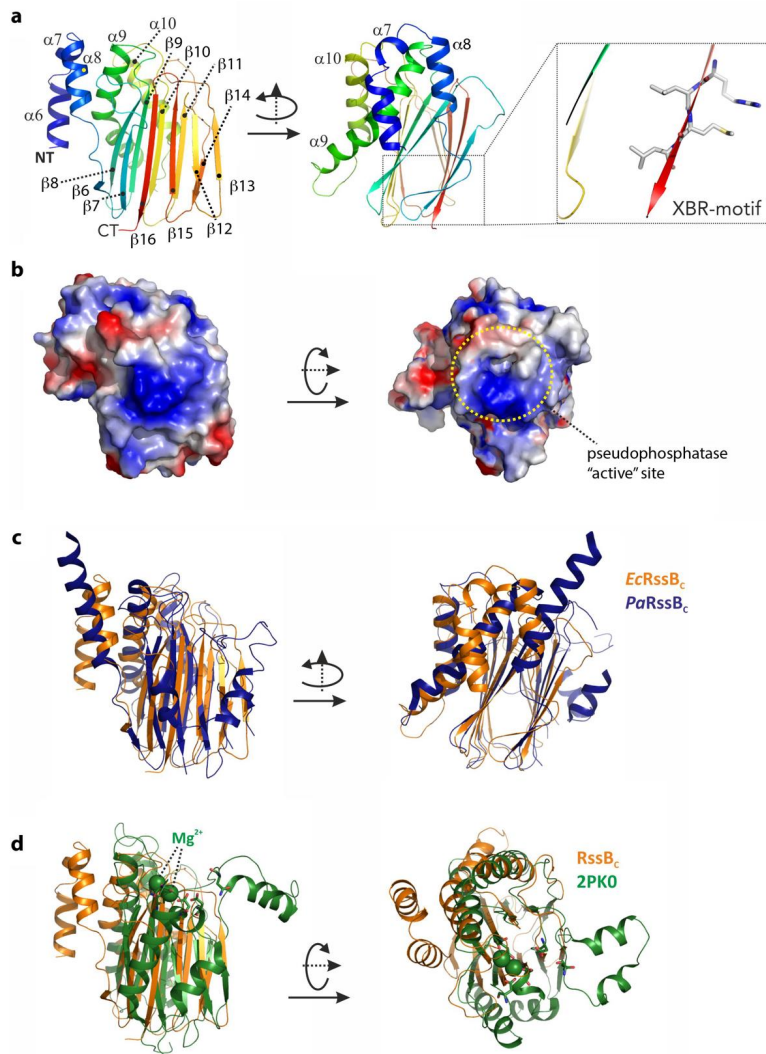 a
α10
α9
β9
α7
β10
α8
β11
β14
α6
NT
β8
β6
β7
β13
CT
β16
β15
β12
α7
α10
α8
α9
XBR-motif
b
pseudophosphatase
“active” site
c
EcRssBC
PaRssBC
d
Mg2+
RssBC
2PK0